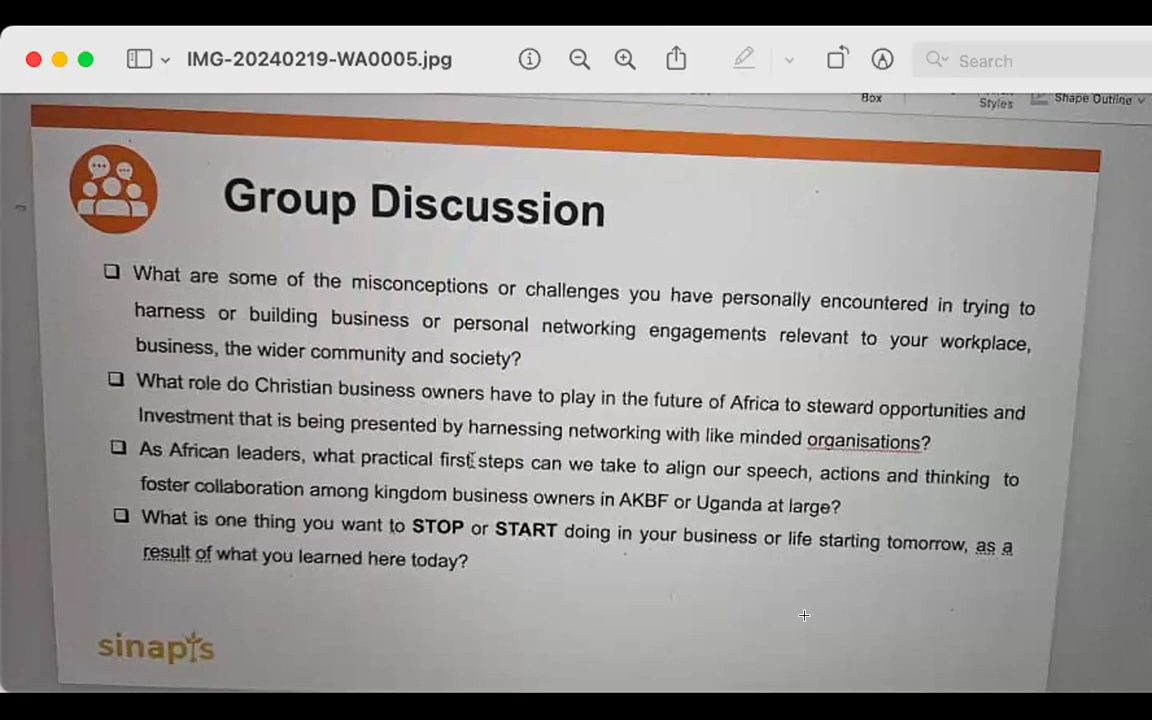 IMG-20240219-WA0005.jpg
Search
Box
Styles
Shape Outline
Group Discussion
What are some of the misconceptions or challenges you have personally encountered in trying to
harness or building business or personal networking engagements relevant to your workplace,
business, the wider community and society?
What role do Christian business owners have to play in the future of Africa to steward opportunities and
Investment that is being presented by harnessing networking with like minded organisations?
As African leaders, what practical first steps can we take to align our speech, actions and thinking to
foster collaboration among kingdom business owners in AKBF or Uganda at large?
What is one thing you want to STOP or START doing in your business or life starting tomorrow, as a
result of what you learned here today?
sinapis